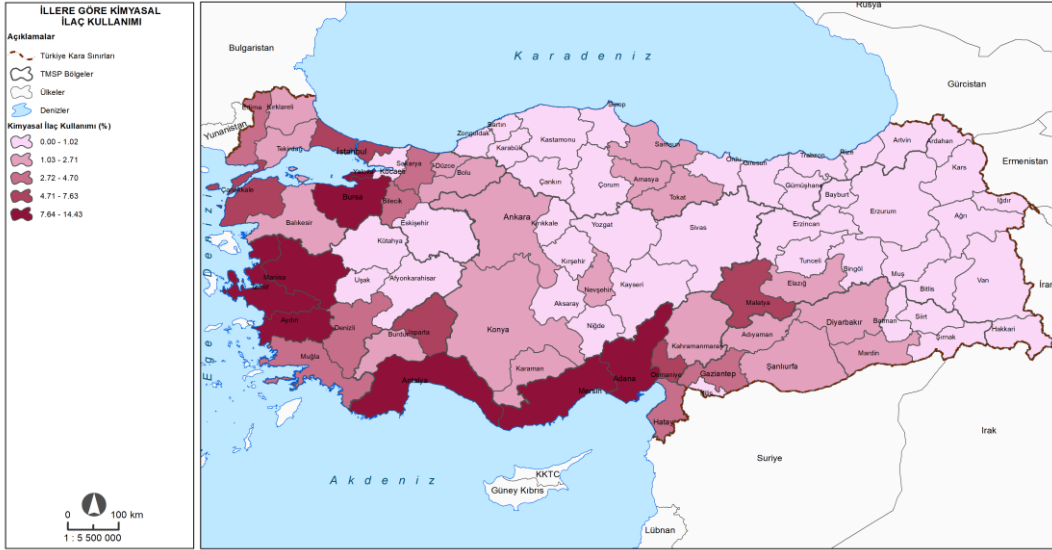 İLLERE GÖRE KİMYASAL
İLAÇ KULLANIMI
Açıklamalar
Türkiye Kara Sınırları
TMSP Bölgeler
Ülkeler
Denizler
Kimyasal İlaç Kullanımı (%)
0.00 - 1.02
1.03 - 2.71
2.72 - 4.70
4.71 - 7.63
7.64 - 14.43
0 100 km
1 : 5 500 000
Rusya
Bulgaristan
Karadeniz
Gürcistan
Yunanistan
Ermenistan
Edirne
Kırklareli
Tekirdağ
İstanbul
Kocaeli
Sakarya
Düzce
Bolu
Zonguldak
Bartın
Karabük
Kastamonu
Sinop
Samsun
Ordu
Giresun
Trabzon
Rize
Artvin
Ardahan
Kars
Iğdır
Ağrı
Çankırı
Çorum
Amasya
Tokat
Gümüşhane
Bayburt
Erzurum
Erzincan
Çanakkale
Balıkesir
Bursa
Bilecik
Eskişehir
Ankara
Kırıkkale
Yozgat
Sivas
Tunceli
Bingöl
Muş
Bitlis
Van
İran
Kütahya
Manisa
Uşak
Afyonkarahisar
Kırşehir
Nevşehir
Kayseri
Aksaray
Niğde
Malatya
Elazığ
Diyarbakır
Batman
Siirt
Hakkari
Şırnak
Mardin
Aydın
Denizli
Burdur
Isparta
Konya
Karaman
Kahramanmaraş
Adıyaman
Şanlıurfa
Muğla
Antalya
Mersin
Adana
Osmaniye
Gaziantep
Kilis
Hatay
Ege Denizi
Akdeniz
KKTC
Güney Kıbrıs
Suriye
Irak
Lübnan